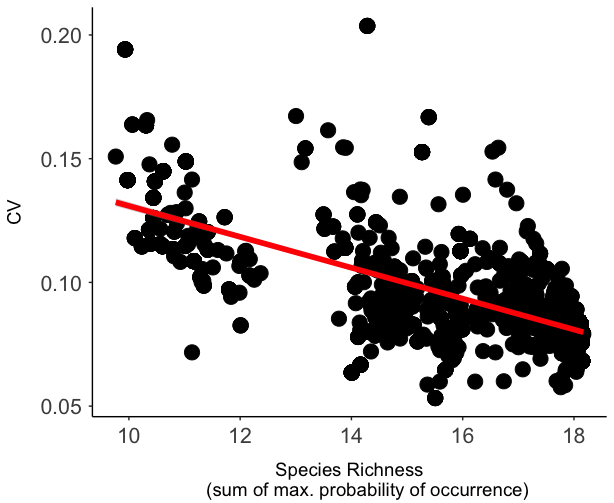 0.20
0.15
0.10
0.05
CV
10 12 14 16 18
Species Richness
(sum of max. probability of occurrence)